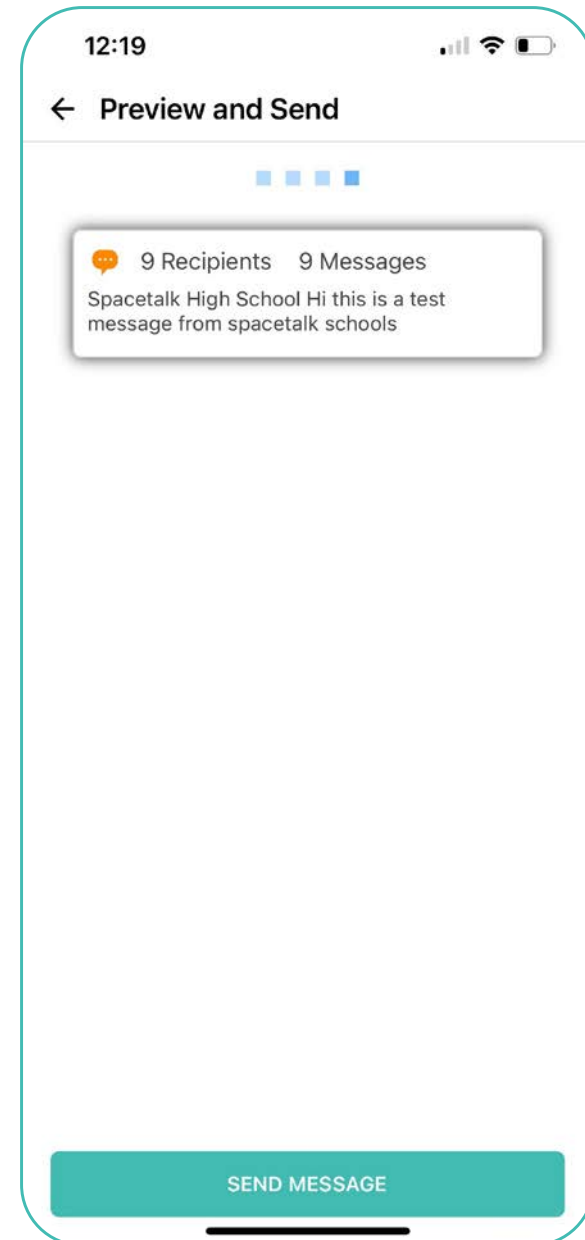 12:19
Preview and Send
9 Recipients 9 Messages
Spacetalk High School Hi this is a test
message from spacetalk schools
SEND MESSAGE